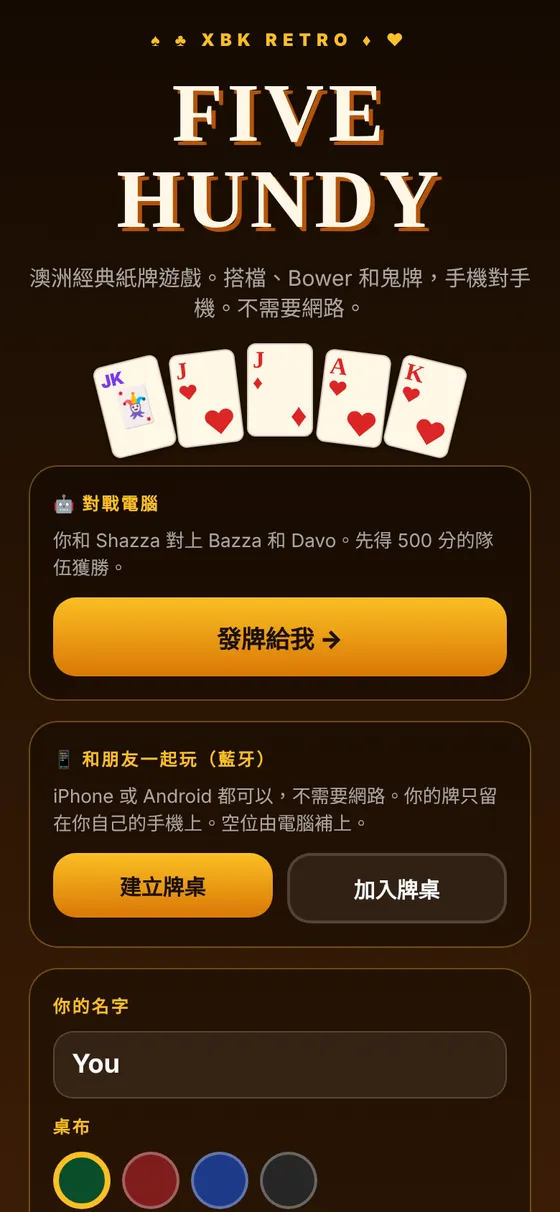 ♠ ♣ XBK RETRO ♦ ♥
FIVE
HUNDY
澳洲經典紙牌遊戲。搭檔、Bower 和鬼牌，手機對手
機。不需要網路。
JK J J A K
🤖 對戰電腦
你和 Shazza 對上 Bazza 和 Davo。先得 500 分的隊
伍獲勝。
發牌給我 →
📱 和朋友一起玩（藍牙）
iPhone 或 Android 都可以，不需要網路。你的牌只留
在你自己的手機上。空位由電腦補上。
建立牌桌
加入牌桌
你的名字
You
桌布